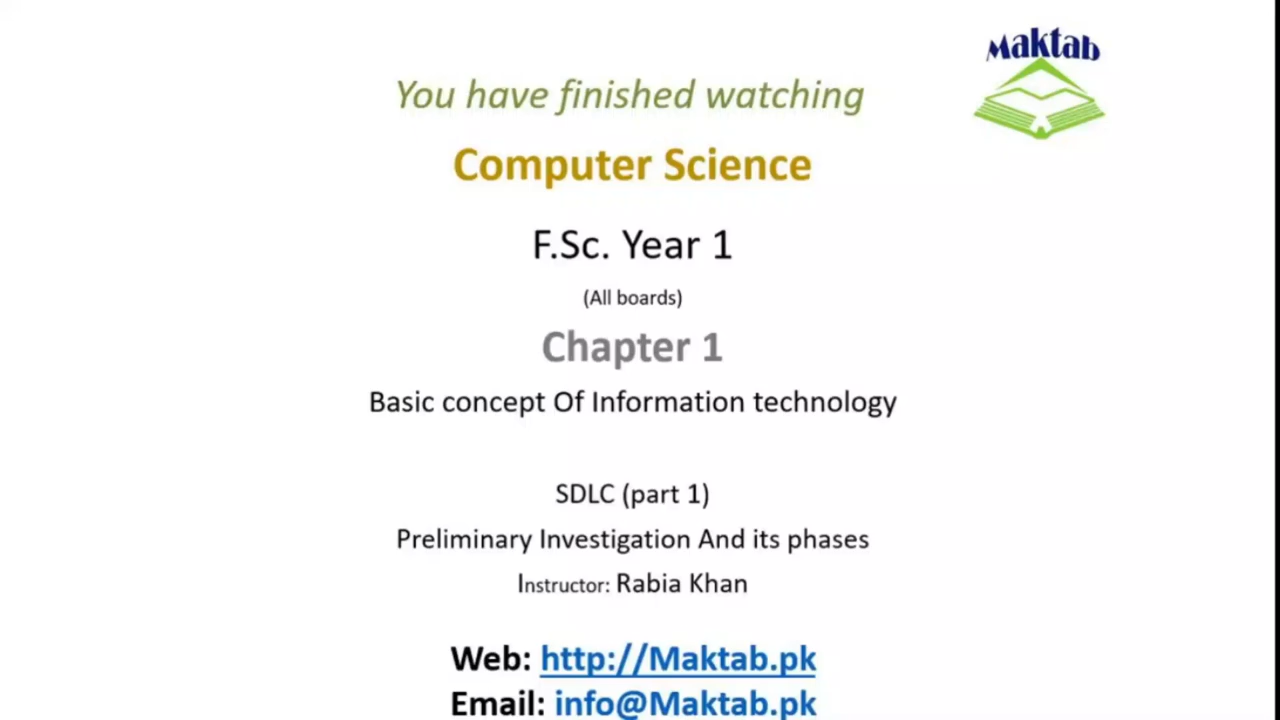 Maktab
You have finished watching
Computer Science
F.Sc. Year 1
(All boards)
Chapter 1
Basic concept Of Information technology
SDLC (part 1)
Preliminary Investigation And its phases
Instructor: Rabia Khan
Web: http://Maktab.pk
Email: info@Maktab.pk